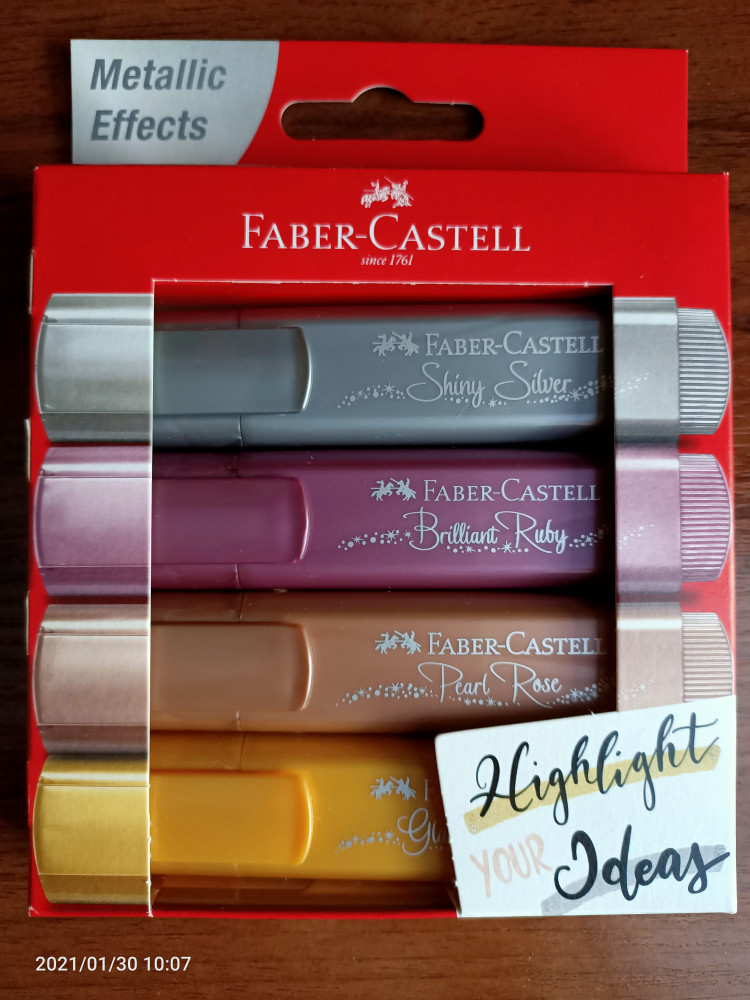 Metallic
Effects
FABER-CASTELL
since 1761
FABER-CASTELL
Shiny Silver
FABER-CASTELL
Brilliant Ruby
FABER-CASTELL
Pearl Rose
Highlight
YOUR
Ideas
2021/01/30 10:07